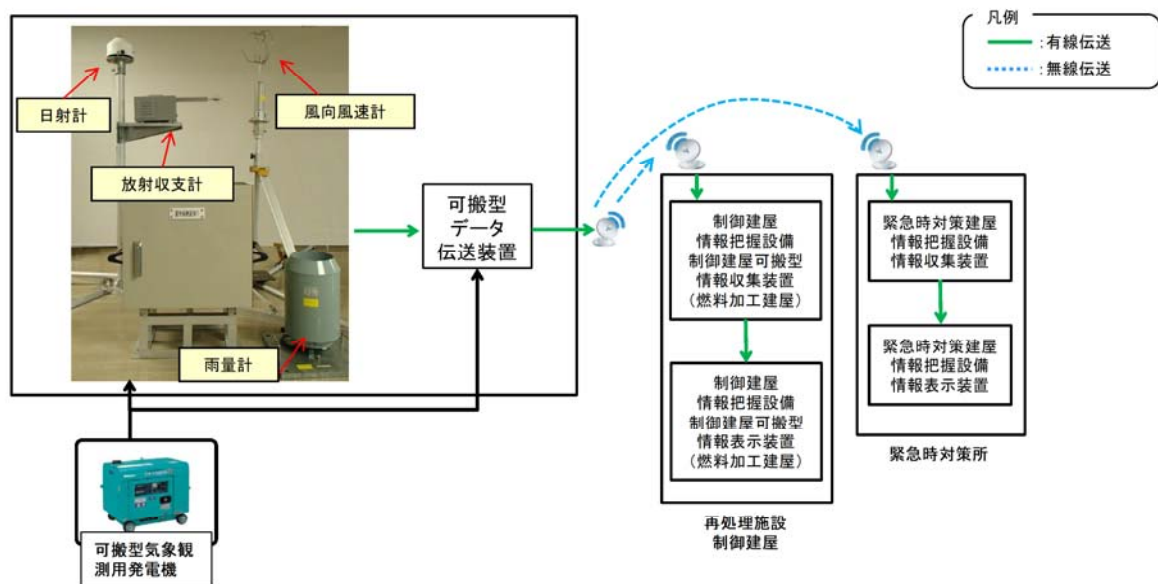 凡例
:有線伝送
:無線伝送
日射計
風向風速計
放射収支計
雨量計
可搬型
データ
伝送装置
可搬型気象観
測用発電機
制御建屋
情報把握設備
制御建屋可搬型
情報収集装置
(燃料加工建屋)
制御建屋
情報把握設備
制御建屋可搬型
情報表示装置
(燃料加工建屋)
再処理施設
制御建屋
緊急時対策建屋
情報把握設備
情報収集装置
緊急時対策建屋
情報把握設備
情報表示装置
緊急時対策所